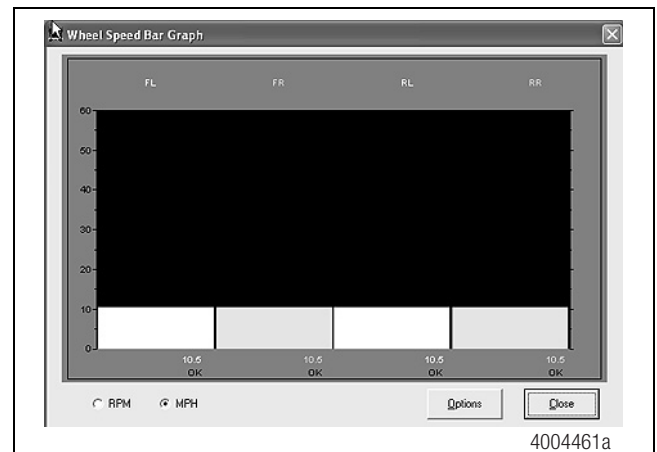 Wheel Speed Bar Graph
FL FR RL RR
60
50
40
30
20
10
0
10.5 10.5 10.5 10.5
OK OK OK OK
RPM MPH Options Close
4004461a